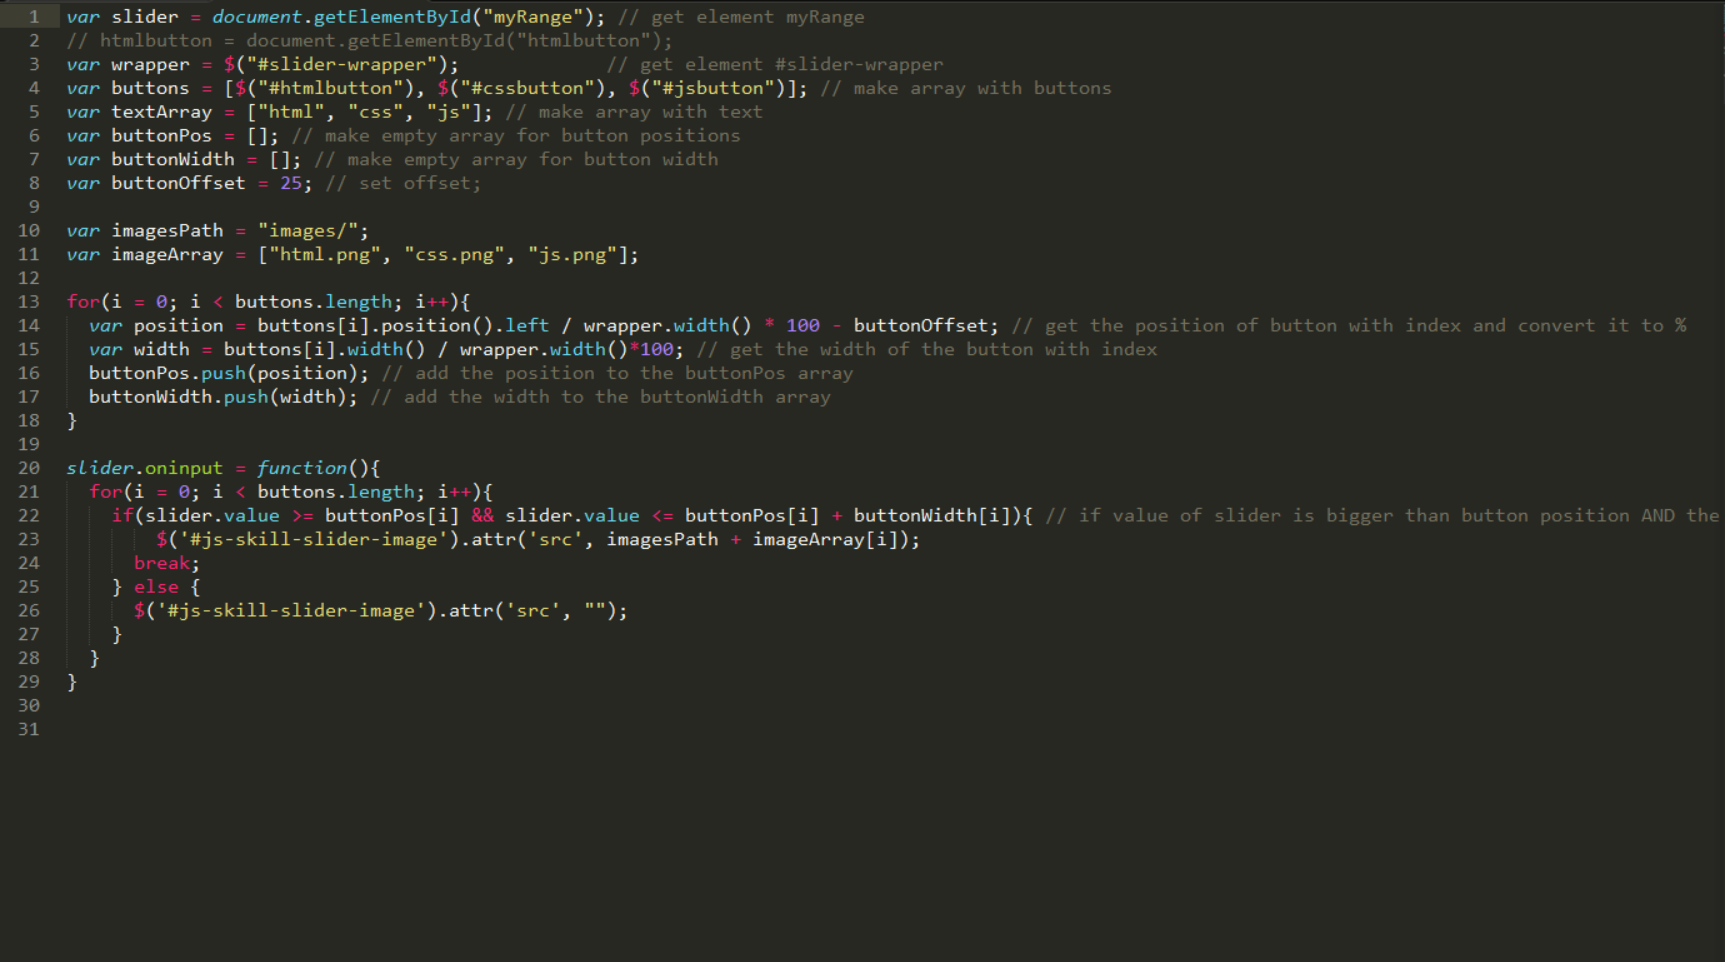 1 var slider = document.getElementById("myRange"); // get element myRange
2 // htmlbutton = document.getElementById("htmlbutton");
3 var wrapper = $("#slider-wrapper");             // get element #slider-wrapper
4 var buttons = [$("#htmlbutton"), $("#cssbutton"), $("#jsbutton")]; // make array with buttons
5 var textArray = ["html", "css", "js"]; // make array with text
6 var buttonPos = []; // make empty array for button positions
7 var buttonWidth = []; // make empty array for button width
8 var buttonOffset = 25; // set offset;
9
10 var imagesPath = "images/";
11 var imageArray = ["html.png", "css.png", "js.png"];
12
13 for(i = 0; i < buttons.length; i++){
14   var position = buttons[i].position().left / wrapper.width() * 100 - buttonOffset; // get the position of button with index and convert it to %
15   var width = buttons[i].width() / wrapper.width()*100; // get the width of the button with index
16   buttonPos.push(position); // add the position to the buttonPos array
17   buttonWidth.push(width); // add the width to the buttonWidth array
18 }
19
20 slider.oninput = function(){
21   for(i = 0; i < buttons.length; i++){
22     if(slider.value >= buttonPos[i] && slider.value <= buttonPos[i] + buttonWidth[i]){ // if value of slider is bigger than button position AND the
23         $('#js-skill-slider-image').attr('src', imagesPath + imageArray[i]);
24       break;
25     } else {
26       $('#js-skill-slider-image').attr('src', "");
27     }
28   }
29 }
30
31